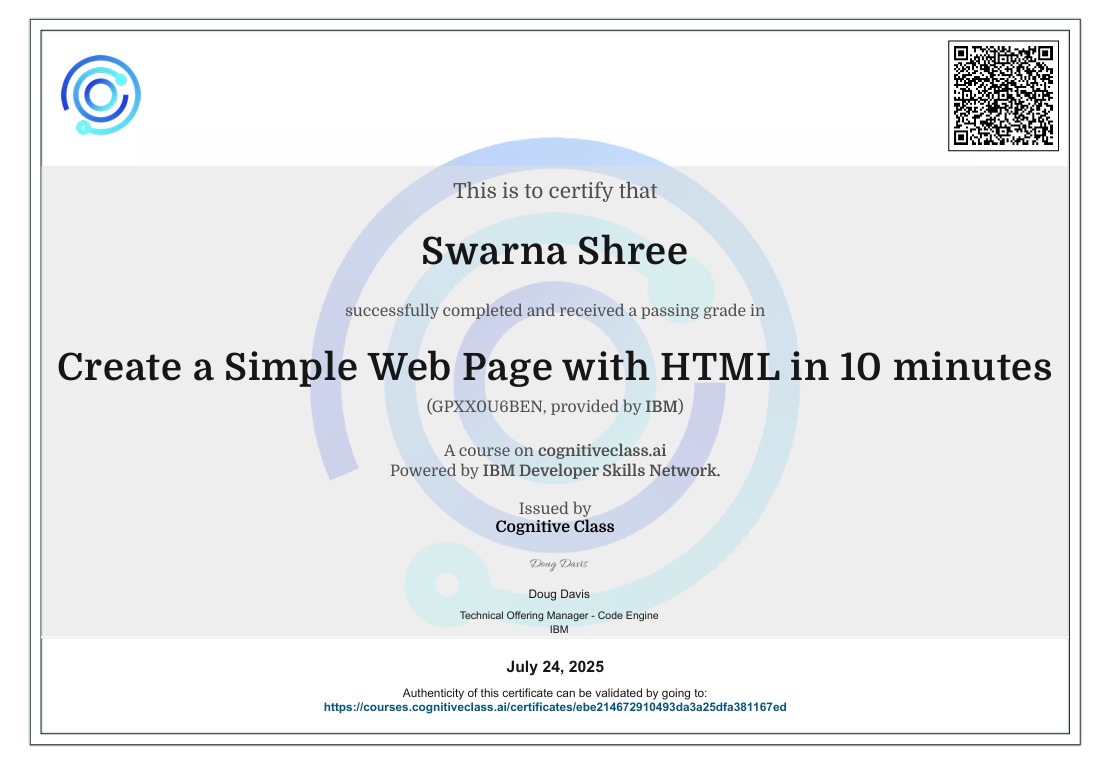 This is to certify that
Swarna Shree
successfully completed and received a passing grade in
Create a Simple Web Page with HTML in 10 minutes
(GPXX0U6BEN, provided by IBM)
A course on cognitiveclass.ai
Powered by IBM Developer Skills Network.
Issued by
Cognitive Class
Doug Davis
Doug Davis
Technical Offering Manager - Code Engine
IBM
July 24, 2025
Authenticity of this certificate can be validated by going to:
https://courses.cognitiveclass.ai/certificates/ebe214672910493da3a25dfa381167ed